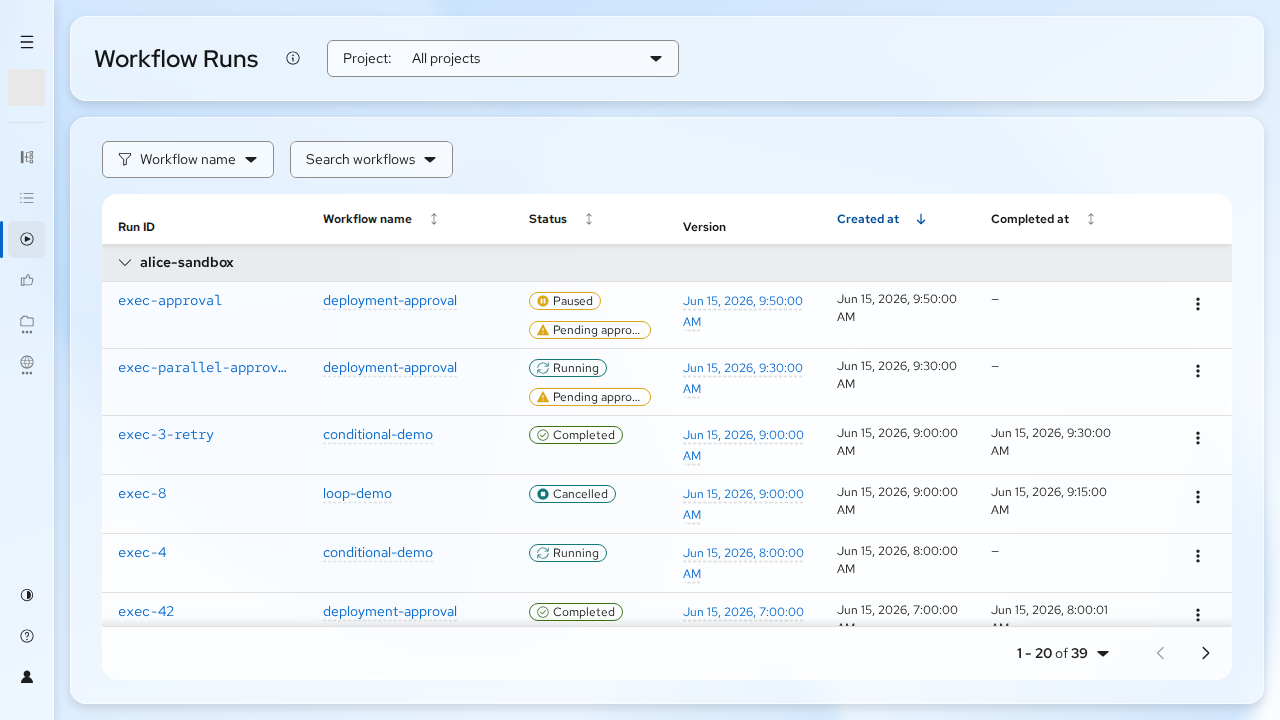 Workflow Runs
Project: All projects
Workflow name
Search workflows
Run ID Workflow name Status Version Created at Completed at
alice-sandbox
exec-approval deployment-approval Paused Jun 15, 2026, 9:50:00 Jun 15, 2026, 9:50:00 —
AM AM
Pending appro...
exec-parallel-approv... deployment-approval Running Jun 15, 2026, 9:30:00 Jun 15, 2026, 9:30:00 —
AM AM
Pending appro...
exec-3-retry conditional-demo Completed Jun 15, 2026, 9:00:00 Jun 15, 2026, 9:00:00 Jun 15, 2026, 9:30:00
AM AM AM
exec-8 loop-demo Cancelled Jun 15, 2026, 9:00:00 Jun 15, 2026, 9:00:00 Jun 15, 2026, 9:15:00
AM AM AM
exec-4 conditional-demo Running Jun 15, 2026, 8:00:00 Jun 15, 2026, 8:00:00 —
AM AM
exec-42 deployment-approval Completed Jun 15, 2026, 7:00:00 Jun 15, 2026, 7:00:00 Jun 15, 2026, 8:00:01
1 - 20 of 39